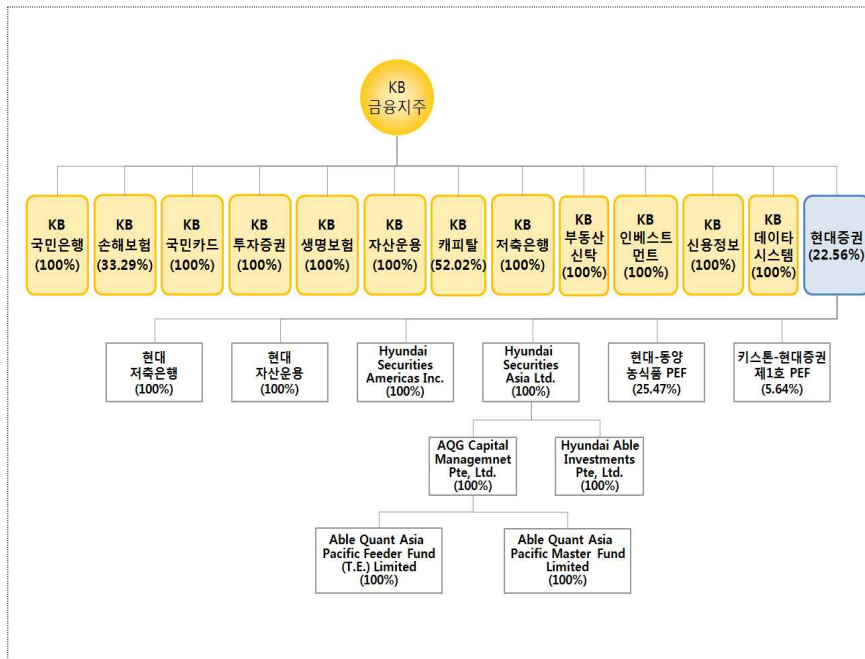 KB
금융지주
KB
국민은행
(100%)
KB
손해보험
(33.29%)
KB
국민카드
(100%)
KB
투자증권
(100%)
KB
생명보험
(100%)
KB
자산운용
(100%)
KB
캐피탈
(52.02%)
KB
저축은행
(100%)
KB
부동산
신탁
(100%)
KB
인베스트
먼트
(100%)
KB
신용정보
(100%)
KB
데이타
시스템
(100%)
현대증권
(22.56%)
현대
저축은행
(100%)
현대
자산운용
(100%)
Hyundai
Securities
Americas Inc.
(100%)
Hyundai
Securities
Asia Ltd.
(100%)
현대-동양
농식품 PEF
(25.47%)
키스톤-현대증권
제1호 PEF
(5.64%)
AQG Capital
Managemnet
Pte, Ltd.
(100%)
Hyundai Able
Investments
Pte, Ltd.
(100%)
Able Quant Asia
Pacific Feeder Fund
(T.E.) Limited
(100%)
Able Quant Asia
Pacific Master Fund
Limited
(100%)